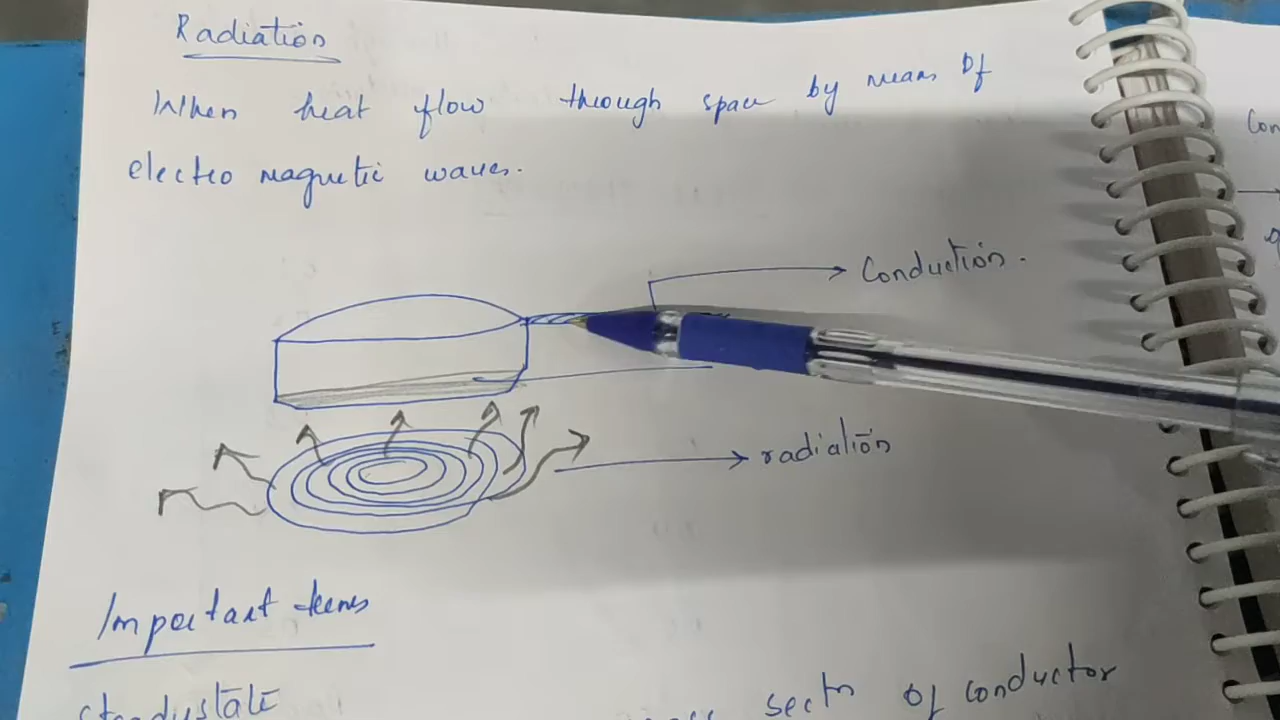 Radiation
When heat flow through space by means of
electro magnetic waves.
Con
Conduction.
radiation
Important terms
steadystate
sectn of conductor